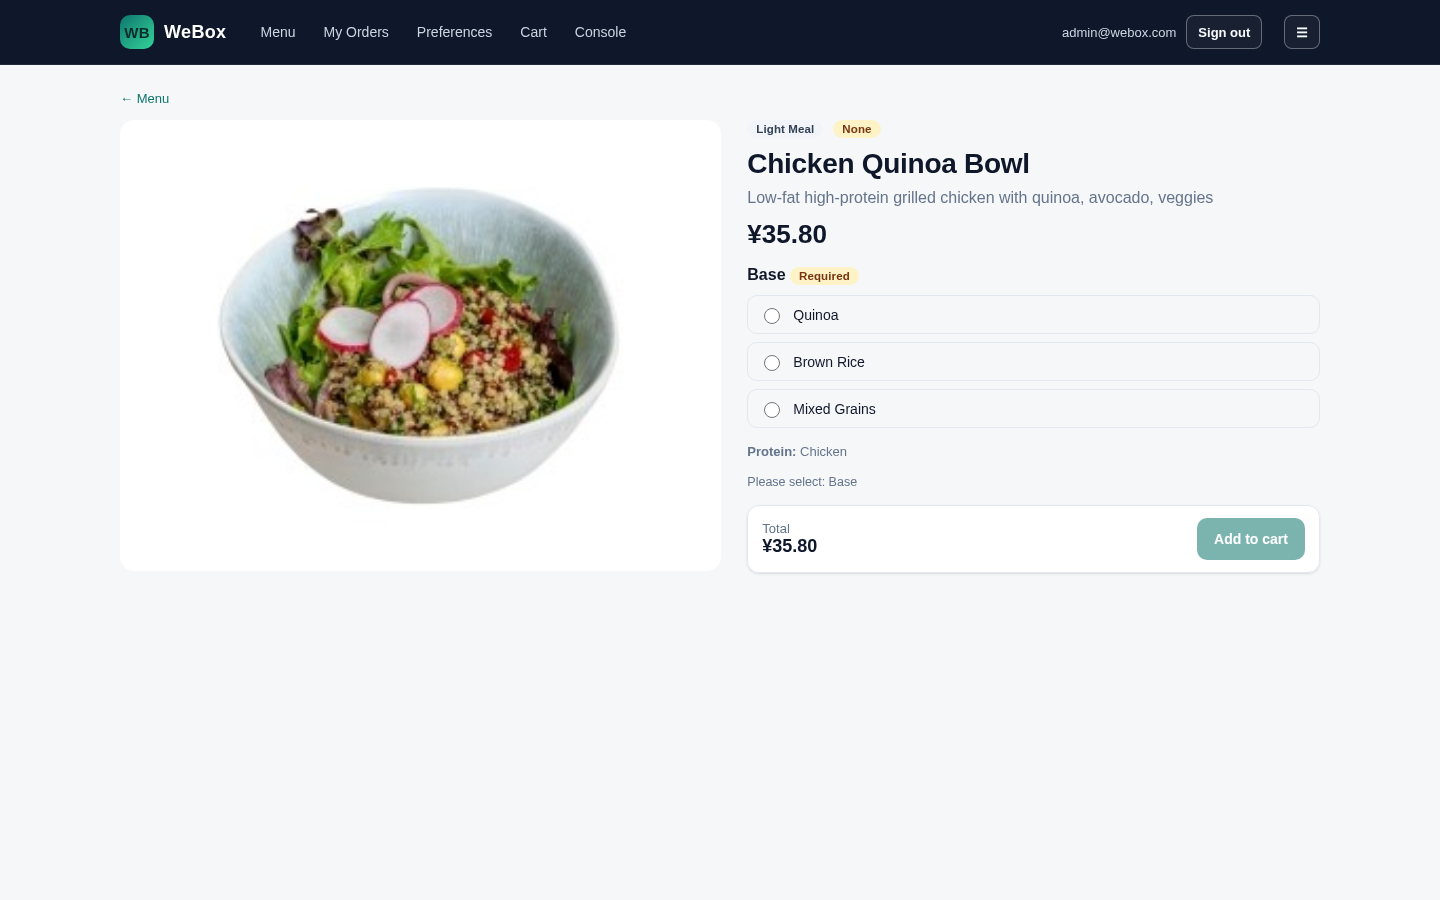 WB WeBox Menu My Orders Preferences Cart Console admin@webox.com Sign out ☰
← Menu
Light Meal None
Chicken Quinoa Bowl
Low-fat high-protein grilled chicken with quinoa, avocado, veggies
¥35.80
Base Required
Quinoa
Brown Rice
Mixed Grains
Protein: Chicken
Please select: Base
Total
¥35.80
Add to cart